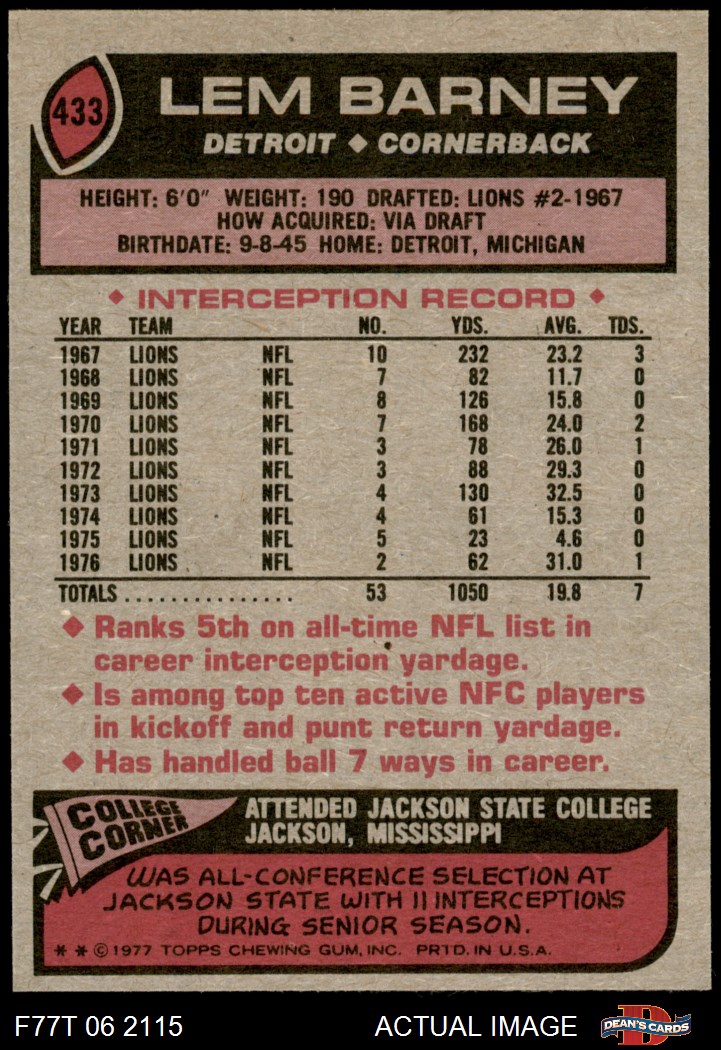 433
LEM BARNEY
DETROIT ◆ CORNERBACK
HEIGHT: 6'0" WEIGHT: 190 DRAFTED: LIONS #2-1967
HOW ACQUIRED: VIA DRAFT
BIRTHDATE: 9-8-45 HOME: DETROIT, MICHIGAN
◆ INTERCEPTION RECORD ◆
YEAR TEAM NO. YDS. AVG. TDS.
1967 LIONS NFL 10 232 23.2 3
1968 LIONS NFL 7 82 11.7 0
1969 LIONS NFL 8 126 15.8 0
1970 LIONS NFL 7 168 24.0 2
1971 LIONS NFL 3 78 26.0 1
1972 LIONS NFL 3 88 29.3 0
1973 LIONS NFL 4 130 32.5 0
1974 LIONS NFL 4 61 15.3 0
1975 LIONS NFL 5 23 4.6 0
1976 LIONS NFL 2 62 31.0 1
TOTALS ............... 53 1050 19.8 7
◆ Ranks 5th on all-time NFL list in
career interception yardage.
◆ Is among top ten active NFC players
in kickoff and punt return yardage.
◆ Has handled ball 7 ways in career.
COLLEGE
CORNER
ATTENDED JACKSON STATE COLLEGE
JACKSON, MISSISSIPPI
WAS ALL-CONFERENCE SELECTION AT
JACKSON STATE WITH 11 INTERCEPTIONS
DURING SENIOR SEASON.
* * © 1977 TOPPS CHEWING GUM, INC. PRTD. IN U.S.A.
F77T 06 2115 ACTUAL IMAGE
D
DEAN'S CARDS